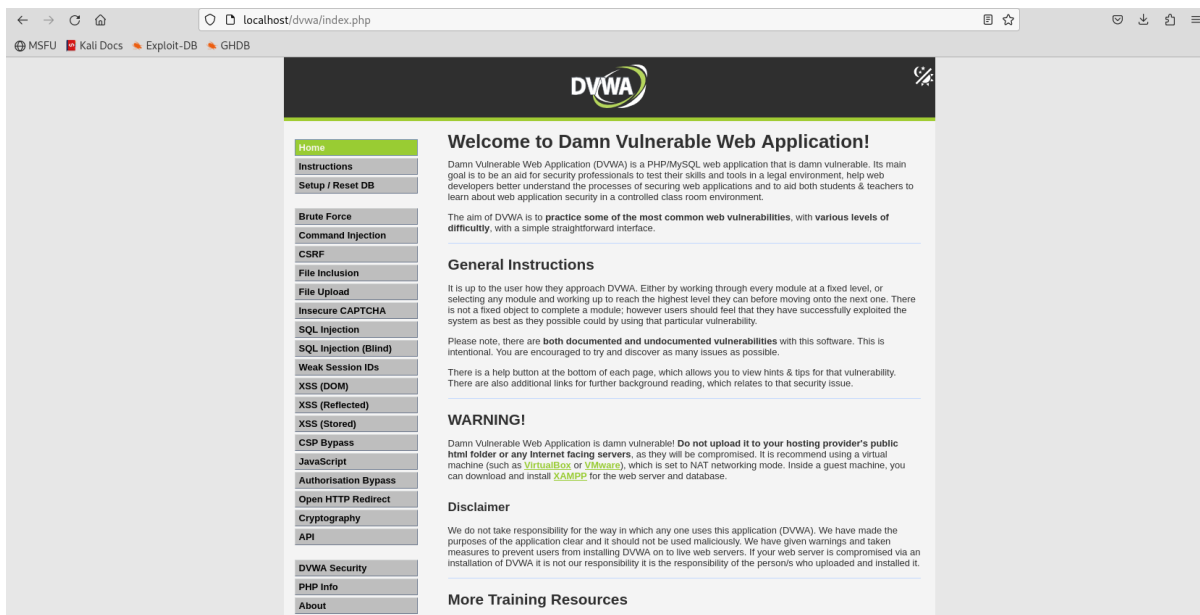 localhost/dvwa/index.php
MSFU Kali Docs Exploit-DB GHDB
DVWA
Home
Instructions
Setup / Reset DB
Brute Force
Command Injection
CSRF
File Inclusion
File Upload
Insecure CAPTCHA
SQL Injection
SQL Injection (Blind)
Weak Session IDs
XSS (DOM)
XSS (Reflected)
XSS (Stored)
CSP Bypass
JavaScript
Authorisation Bypass
Open HTTP Redirect
Cryptography
API
DVWA Security
PHP Info
About
Welcome to Damn Vulnerable Web Application!
Damn Vulnerable Web Application (DVWA) is a PHP/MySQL web application that is damn vulnerable. Its main
goal is to be an aid for security professionals to test their skills and tools in a legal environment, help web
developers better understand the processes of securing web applications and to aid both students & teachers to
learn about web application security in a controlled class room environment.
The aim of DVWA is to practice some of the most common web vulnerabilities, with various levels of
difficultly, with a simple straightforward interface.
General Instructions
It is up to the user how they approach DVWA. Either by working through every module at a fixed level, or
selecting any module and working up to reach the highest level they can before moving onto the next one. There
is not a fixed object to complete a module; however users should feel that they have successfully exploited the
system as best as they possible could by using that particular vulnerability.
Please note, there are both documented and undocumented vulnerabilities with this software. This is
intentional. You are encouraged to try and discover as many issues as possible.
There is a help button at the bottom of each page, which allows you to view hints & tips for that vulnerability.
There are also additional links for further background reading, which relates to that security issue.
WARNING!
Damn Vulnerable Web Application is damn vulnerable! Do not upload it to your hosting provider's public
html folder or any Internet facing servers, as they will be compromised. It is recommend using a virtual
machine (such as VirtualBox or VMware), which is set to NAT networking mode. Inside a guest machine, you
can download and install XAMPP for the web server and database.
Disclaimer
We do not take responsibility for the way in which any one uses this application (DVWA). We have made the
purposes of the application clear and it should not be used maliciously. We have given warnings and taken
measures to prevent users from installing DVWA on to live web servers. If your web server is compromised via an
installation of DVWA it is not our responsibility it is the responsibility of the person/s who uploaded and installed it.
More Training Resources